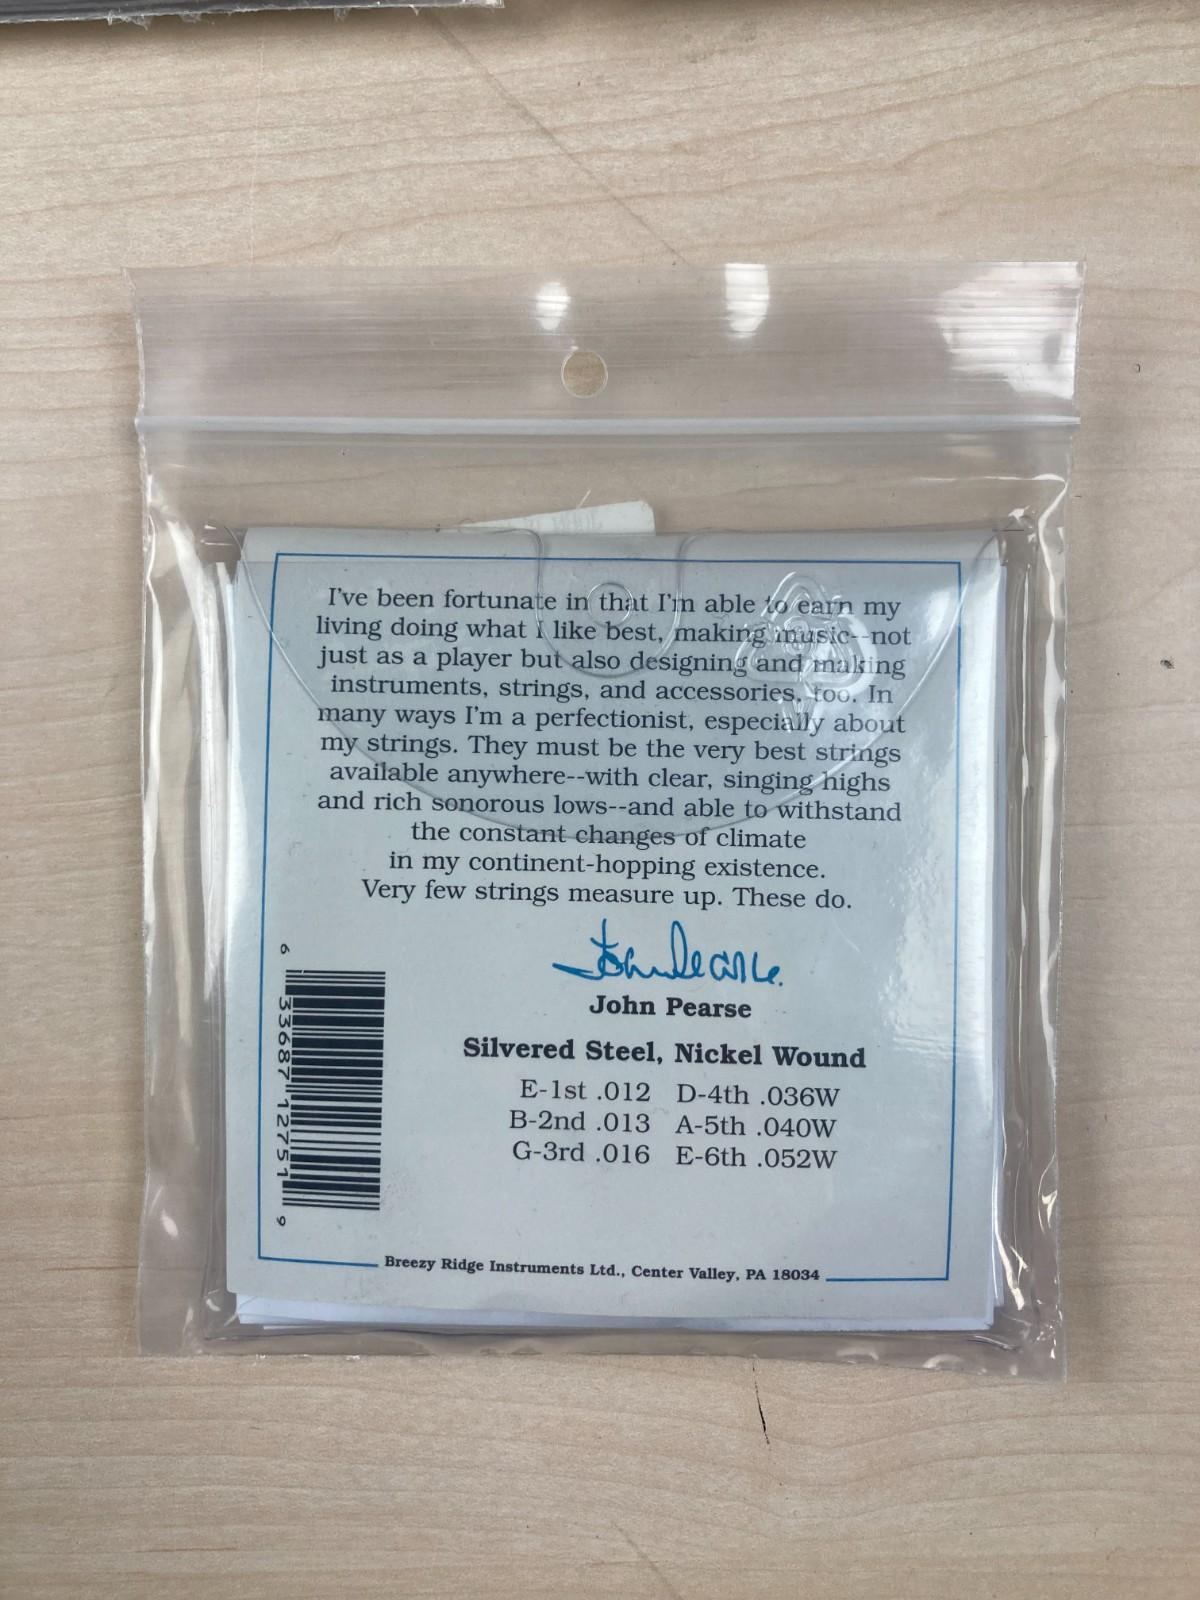 I've been fortunate in that I'm able to earn my
living doing what I like best, making music--not
just as a player but also designing and making
instruments, strings, and accessories, too. In
many ways I'm a perfectionist, especially about
my strings. They must be the very best strings
available anywhere--with clear, singing highs
and rich sonorous lows--and able to withstand
the constant changes of climate
in my continent-hopping existence.
Very few strings measure up. These do.
John Pearse.
John Pearse
Silvered Steel, Nickel Wound
E-1st .012 D-4th .036W
B-2nd .013 A-5th .040W
G-3rd .016 E-6th .052W
6 33687 12751 9
Breezy Ridge Instruments Ltd., Center Valley, PA 18034